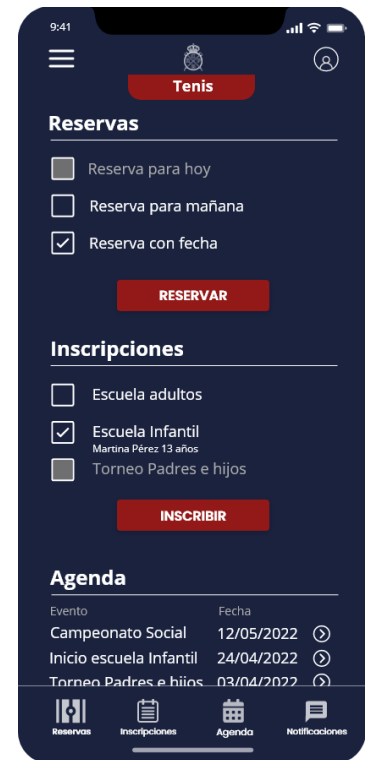 9:41
Tenis
Reservas
Reserva para hoy
Reserva para mañana
Reserva con fecha
RESERVAR
Inscripciones
Escuela adultos
Escuela Infantil
Martina Pérez 13 años
Torneo Padres e hijos
INSCRIBIR
Agenda
Evento Fecha
Campeonato Social 12/05/2022
Inicio escuela Infantil 24/04/2022
Torneo Padres e hijos 03/04/2022
Reservas Inscripciones Agenda Notificaciones